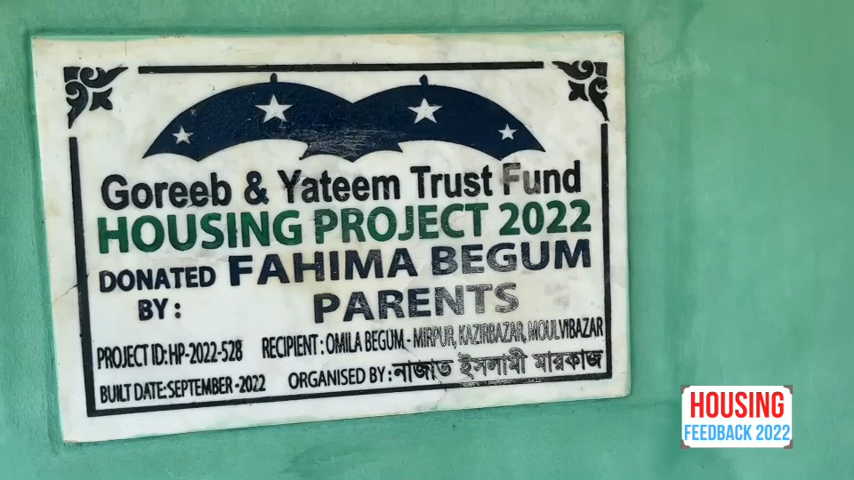 Goreeb & Yateem Trust Fund
HOUSING PROJECT 2022
DONATED BY : FAHIMA BEGUM PARENTS
PROJECT ID: HP-2022-528 RECIPIENT : OMILA BEGUM - MIRPUR, KAZIRBAZAR, MOULVIBAZAR
BUILT DATE: SEPTEMBER -2022 ORGANISED BY : নাজাত ইসলামী মারকাজ
HOUSING
FEEDBACK 2022